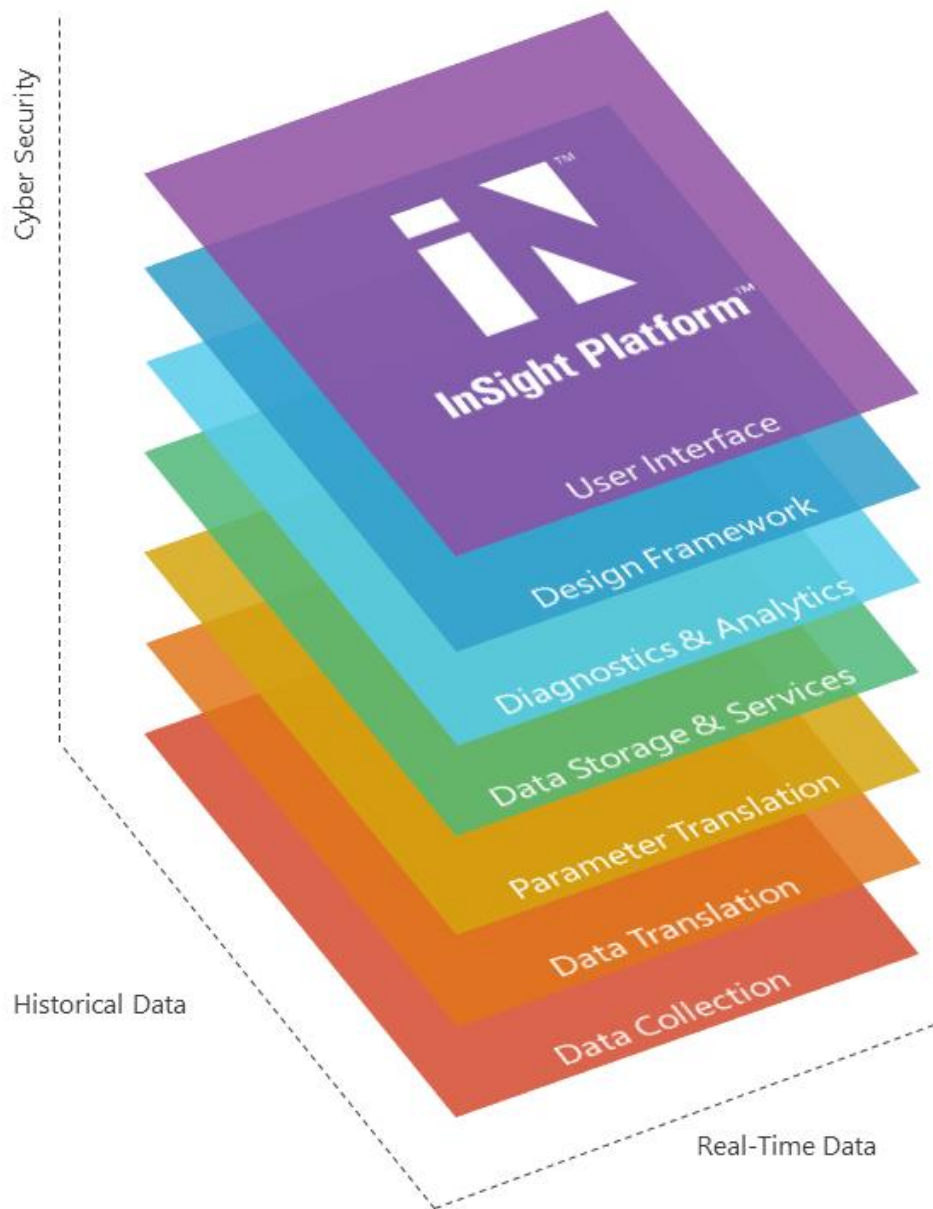 Cyber Security
iN™
InSight Platform™
User Interface
Design Framework
Diagnostics & Analytics
Data Storage & Services
Parameter Translation
Data Translation
Data Collection
Historical Data
Real-Time Data